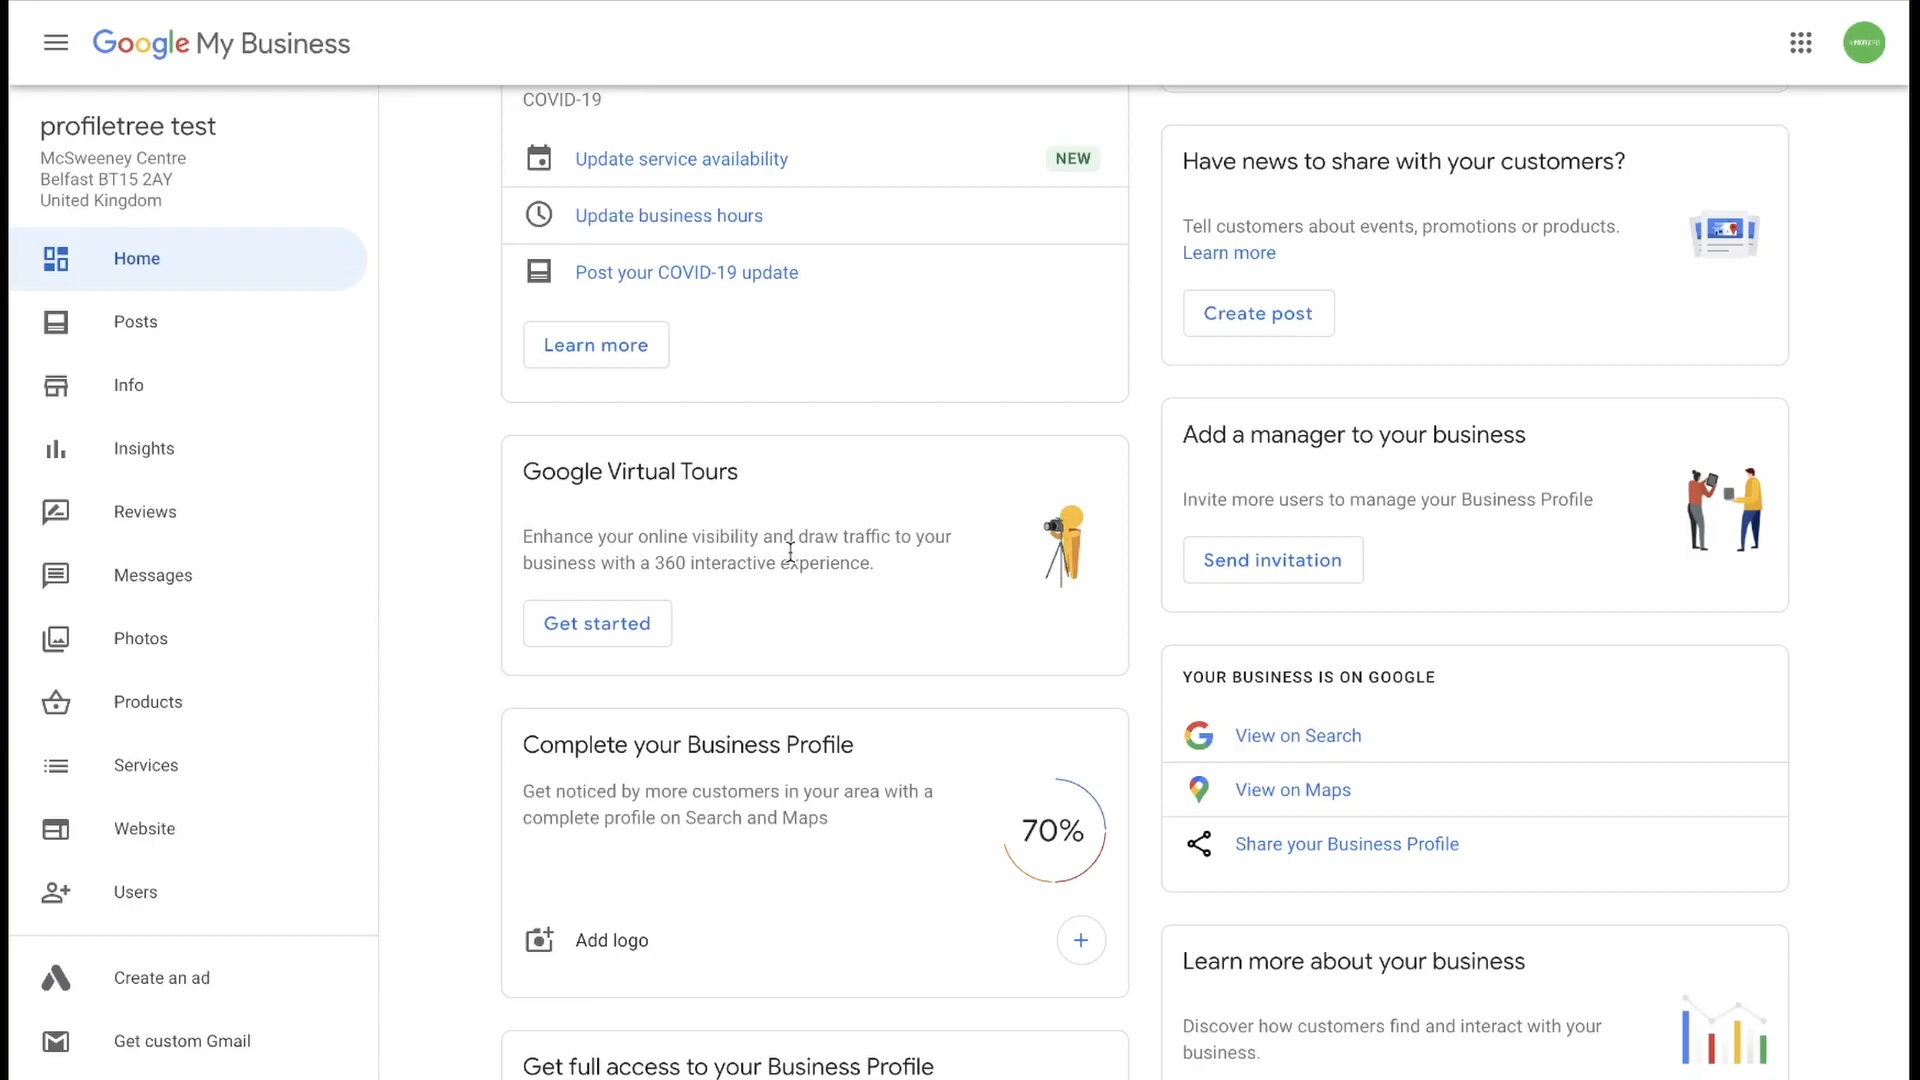 Google My Business
profiletree test
McSweeney Centre
Belfast BT15 2AY
United Kingdom
Home
Posts
Info
Insights
Reviews
Messages
Photos
Products
Services
Website
Users
Create an ad
Get custom Gmail
COVID-19
Update service availability
NEW
Update business hours
Post your COVID-19 update
Learn more
Google Virtual Tours
Enhance your online visibility and draw traffic to your
business with a 360 interactive experience.
Get started
Complete your Business Profile
Get noticed by more customers in your area with a
complete profile on Search and Maps
70%
Add logo
Get full access to your Business Profile
Have news to share with your customers?
Tell customers about events, promotions or products.
Learn more
Create post
Add a manager to your business
Invite more users to manage your Business Profile
Send invitation
YOUR BUSINESS IS ON GOOGLE
View on Search
View on Maps
Share your Business Profile
Learn more about your business
Discover how customers find and interact with your
business.